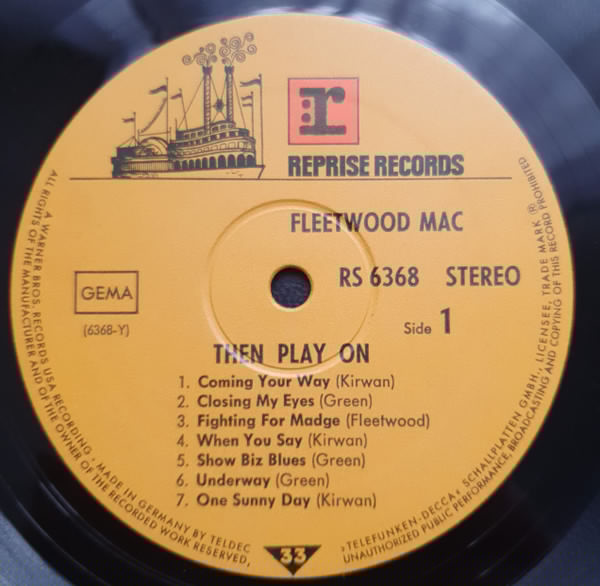 r
REPRISE RECORDS
FLEETWOOD MAC
RS 6368 STEREO
GEMA
(6368-Y)
Side 1
THEN PLAY ON
1. Coming Your Way (Kirwan)
2. Closing My Eyes (Green)
3. Fighting For Madge (Fleetwood)
4. When You Say (Kirwan)
5. Show Biz Blues (Green)
6. Underway (Green)
7. One Sunny Day (Kirwan)
33
A WARNER BROS. RECORDS USA RECORDING · MADE IN GERMANY BY TELDEC
›TELEFUNKEN-DECCA‹ SCHALLPLATTEN GMBH., LICENSEE, TRADE MARK ®
ALL RIGHTS OF THE MANUFACTURER AND OF THE OWNER OF THE RECORDED WORK RESERVED,
UNAUTHORIZED PUBLIC PERFORMANCE, BROADCASTING AND COPYING OF THIS RECORD PROHIBITED